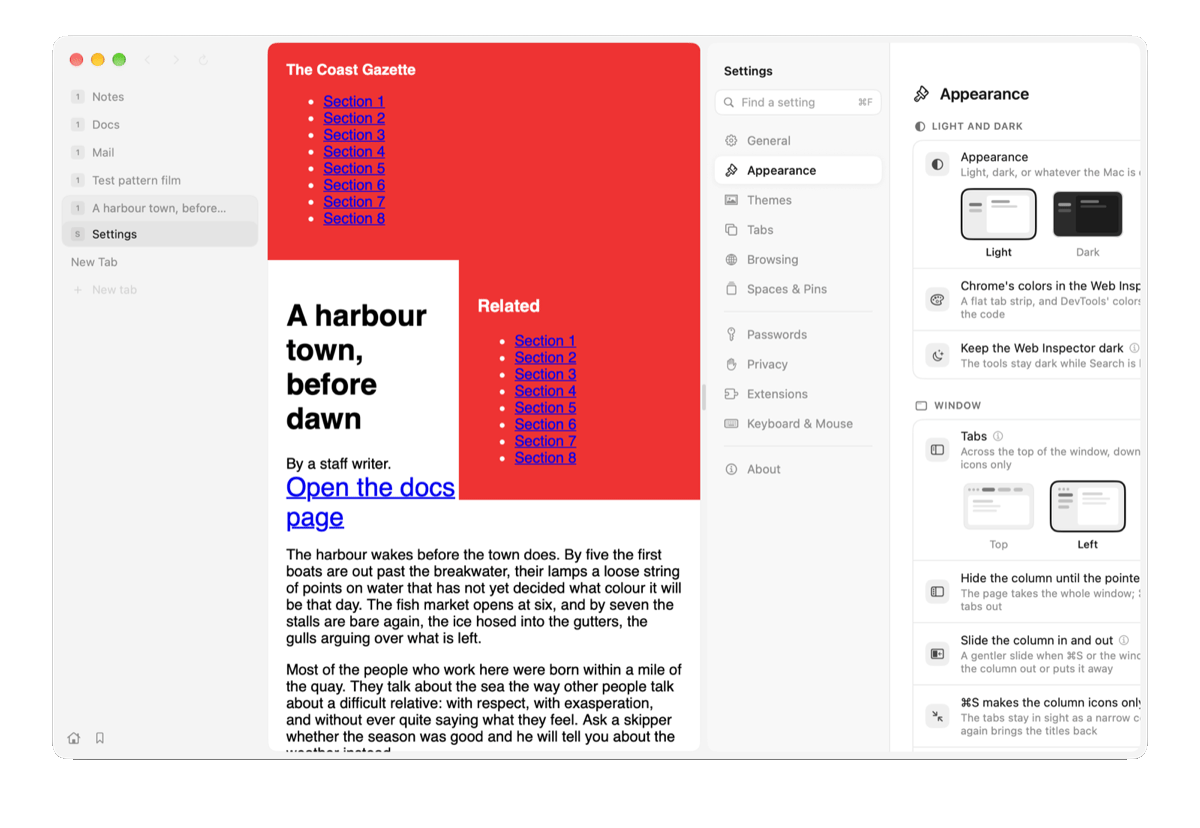 1 Notes
1 Docs
1 Mail
1 Test pattern film
1 A harbour town, before...
S Settings
New Tab
+ New tab
The Coast Gazette
Section 1
Section 2
Section 3
Section 4
Section 5
Section 6
Section 7
Section 8
A harbour
town,
before
dawn
By a staff writer.
Open the docs
page
Related
Section 1
Section 2
Section 3
Section 4
Section 5
Section 6
Section 7
Section 8
The harbour wakes before the town does. By five the first
boats are out past the breakwater, their lamps a loose string
of points on water that has not yet decided what colour it will
be that day. The fish market opens at six, and by seven the
stalls are bare again, the ice hosed into the gutters, the
gulls arguing over what is left.
Most of the people who work here were born within a mile of
the quay. They talk about the sea the way other people talk
about a difficult relative: with respect, with exasperation,
and without ever quite saying what they feel. Ask a skipper
whether the season was good and he will tell you about the
Settings
Find a setting ⌘F
General
Appearance
Themes
Tabs
Browsing
Spaces & Pins
Passwords
Privacy
Extensions
Keyboard & Mouse
About
Appearance
LIGHT AND DARK
Appearance
Light, dark, or whatever the Mac is
Light
Dark
Chrome's colors in the Web
A flat tab strip, and DevTools'
the code
Keep the Web Inspector dark
The tools stay dark while Search is
WINDOW
Tabs
Across the top of the window, down
icons only
Top
Left
Hide the column until the
The page takes the whole window;
tabs out
Slide the column in and out
A gentler slide when ⌘S or the
the column out or puts it away
⌘S makes the column icons
The tabs stay in sight as a narrow
again brings the titles back